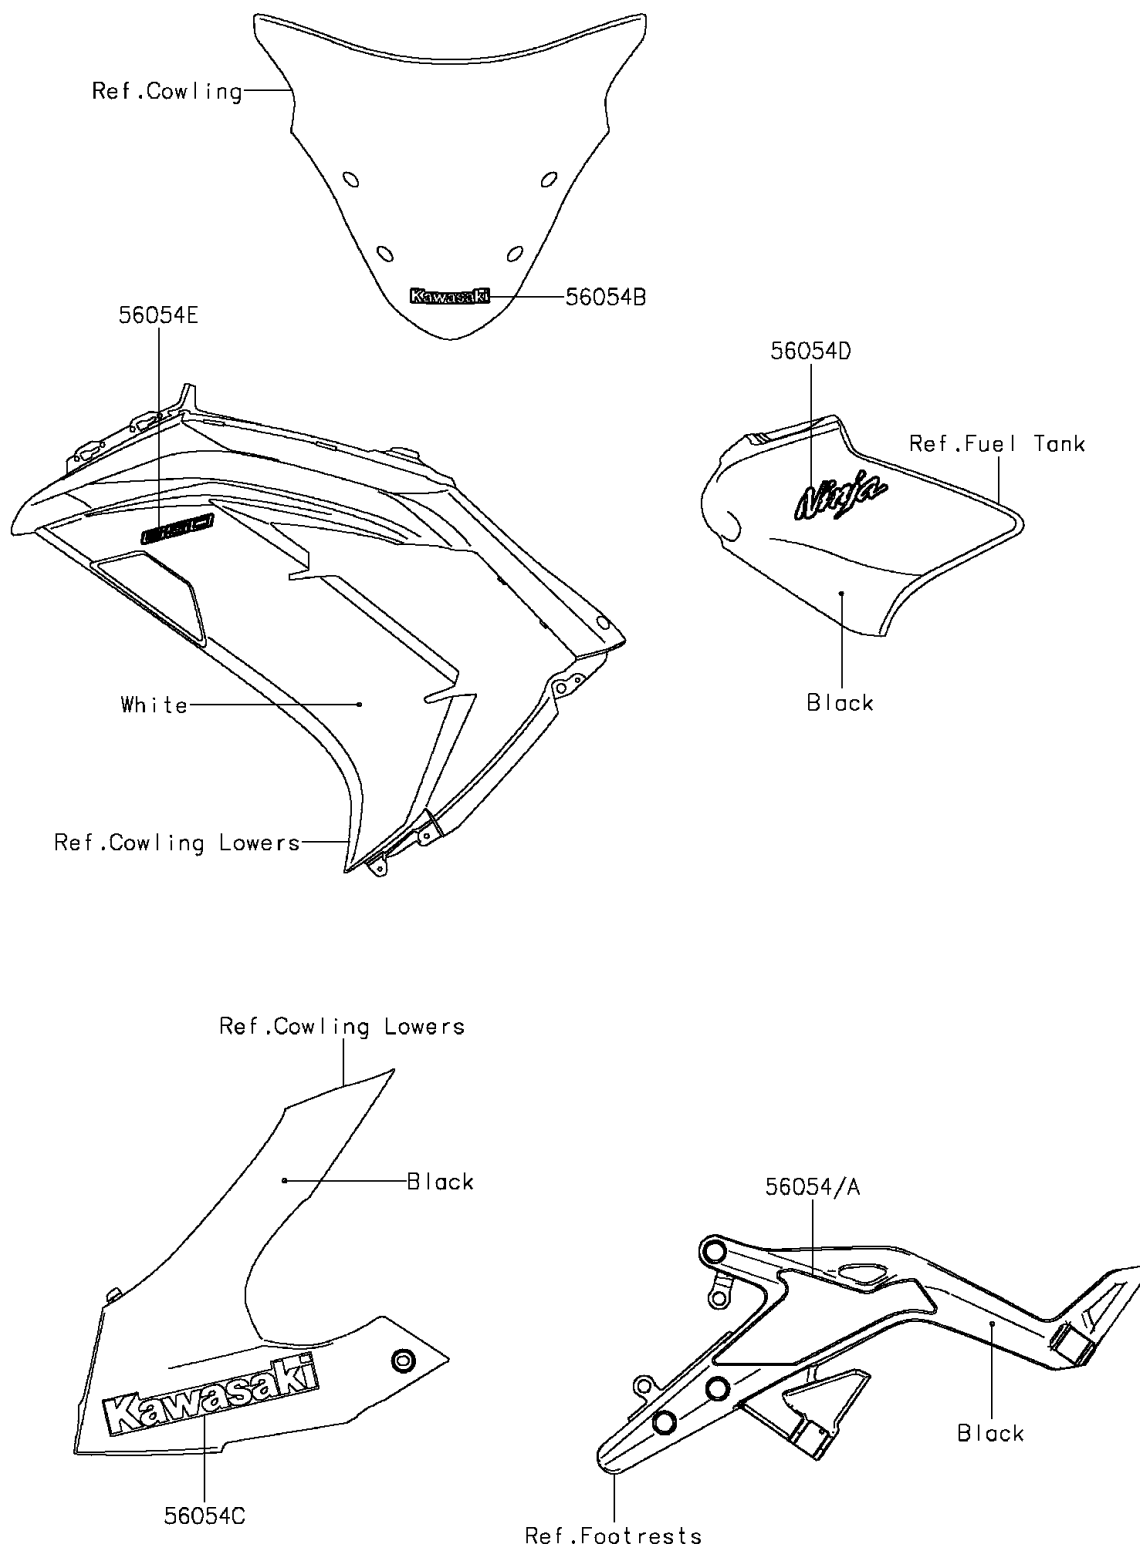 Ref.Cowling
Kawasaki
56054B
56054E
56054D
Ref.Fuel Tank
Ninja
650
White
Black
Ref.Cowling Lowers
Ref.Cowling Lowers
Black
56054/A
Kawasaki
Black
56054C
Ref.Footrests